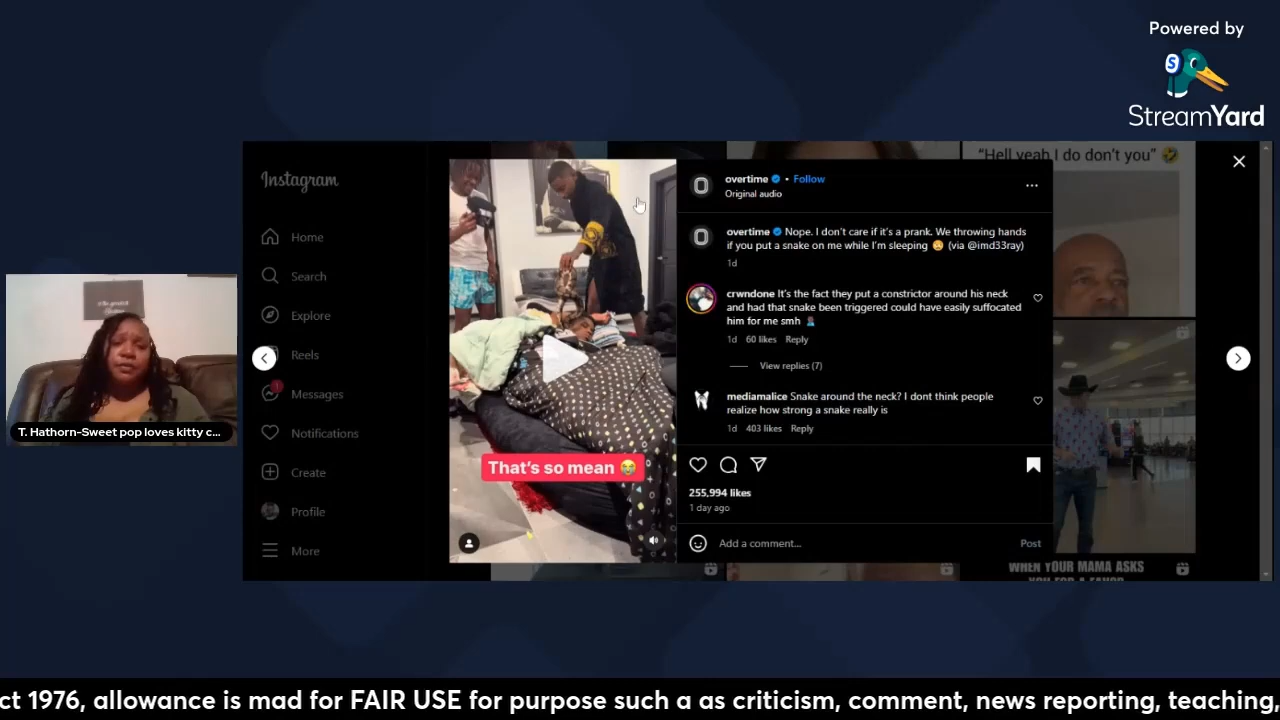 Powered by
S
StreamYard
"Hell yeah I do don't you" 🤣
Instagram
Home
Search
Explore
Reels
Messages
Notifications
Create
Profile
More
T. Hathorn-Sweet pop loves kitty c...
That's so mean 😭
overtime • Follow
Original audio
...
overtime Nope. I don't care if it's a prank. We throwing hands
if you put a snake on me while I'm sleeping 😳 (via @imd33ray)
1d
crwndone It's the fact they put a constrictor around his neck
and had that snake been triggered could have easily suffocated
him for me smh 🤦🏿‍♂️
1d 60 likes Reply
View replies (7)
mediamalice Snake around the neck? I dont think people
realize how strong a snake really is
1d 403 likes Reply
255,994 likes
1 day ago
Add a comment...
Post
WHEN YOUR MAMA ASKS
YOU FOR A FAVOR
ct 1976, allowance is mad for FAIR USE for purpose such a as criticism, comment, news reporting, teaching,